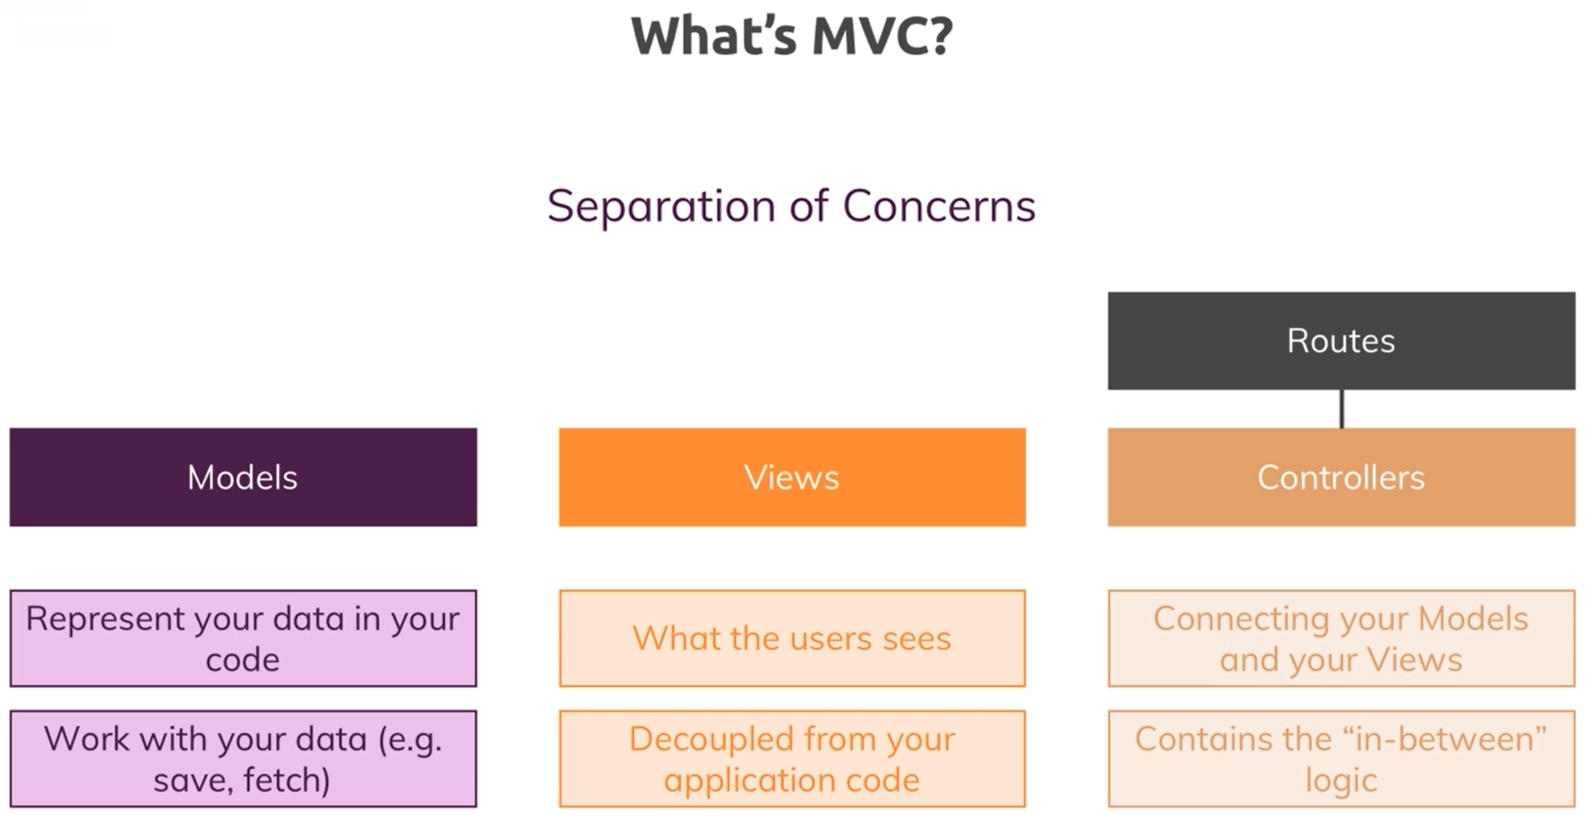 What’s MVC?
Separation of Concerns
Routes
Models
Views
Controllers
Represent your data in your
code
What the users sees
Connecting your Models
and your Views
Work with your data (e.g.
save, fetch)
Decoupled from your
application code
Contains the “in-between”
logic